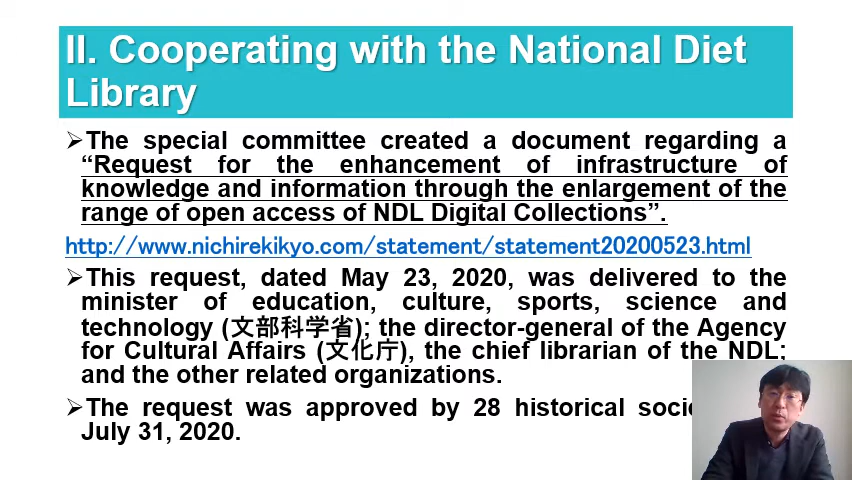 II. Cooperating with the National Diet
Library
➢The special committee created a document regarding a
“Request for the enhancement of infrastructure of
knowledge and information through the enlargement of the
range of open access of NDL Digital Collections”.
http://www.nichirekikyo.com/statement/statement20200523.html
➢This request, dated May 23, 2020, was delivered to the
minister of education, culture, sports, science and
technology (文部科学省); the director-general of the Agency
for Cultural Affairs (文化庁), the chief librarian of the NDL;
and the other related organizations.
➢The request was approved by 28 historical
July 31, 2020.